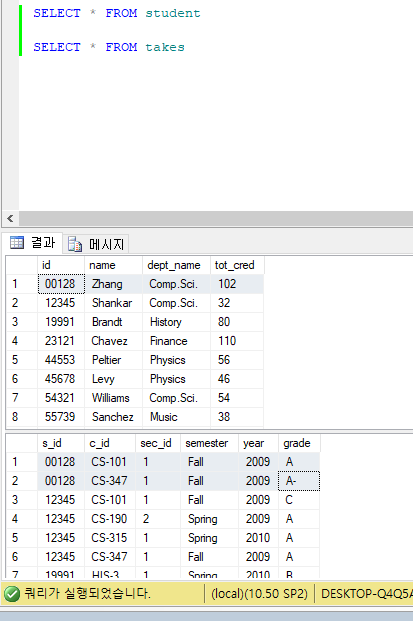 SELECT * FROM student
SELECT * FROM takes
결과 메시지
id name dept_name tot_cred
1 00128 Zhang Comp.Sci. 102
2 12345 Shankar Comp.Sci. 32
3 19991 Brandt History 80
4 23121 Chavez Finance 110
5 44553 Peltier Physics 56
6 45678 Levy Physics 46
7 54321 Williams Comp.Sci. 54
8 55739 Sanchez Music 38
s_id c_id sec_id semester year grade
1 00128 CS-101 1 Fall 2009 A
2 00128 CS-347 1 Fall 2009 A-
3 12345 CS-101 1 Fall 2009 C
4 12345 CS-190 2 Spring 2009 A
5 12345 CS-315 1 Spring 2010 A
6 12345 CS-347 1 Fall 2009 A
7 19991 HIS-3 1 Spring 2010 B
쿼리가 실행되었습니다. (local)(10.50 SP2) DESKTOP-Q4Q5A